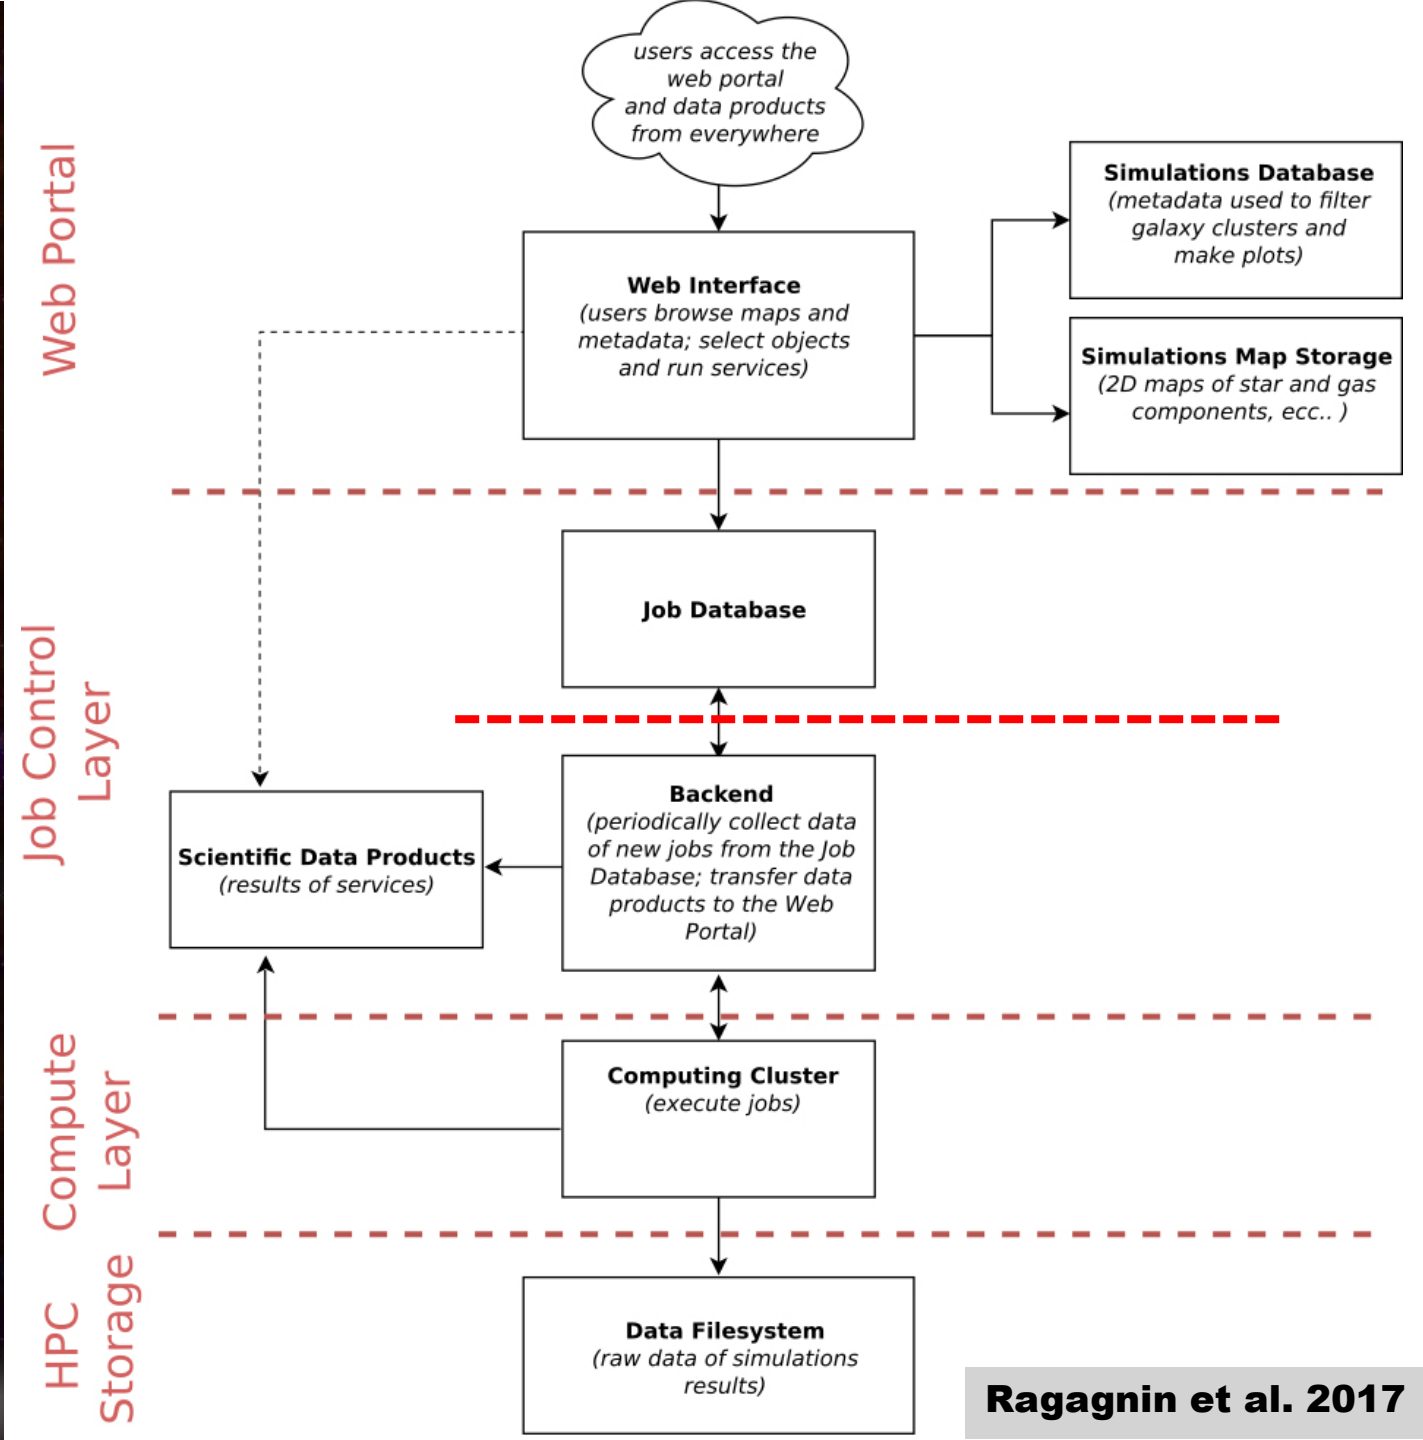 users access the
web portal
and data products
from everywhere
Web Portal
Simulations Database
(metadata used to filter
galaxy clusters and
make plots)
Web Interface
(users browse maps and
metadata; select objects
and run services)
Simulations Map Storage
(2D maps of star and gas
components, ecc.. )
Job Control
Layer
Job Database
Backend
(periodically collect data
of new jobs from the Job
Database; transfer data
products to the Web
Portal)
Scientific Data Products
(results of services)
Compute
Layer
Computing Cluster
(execute jobs)
HPC
Storage
Data Filesystem
(raw data of simulations
results)
Ragagnin et al. 2017